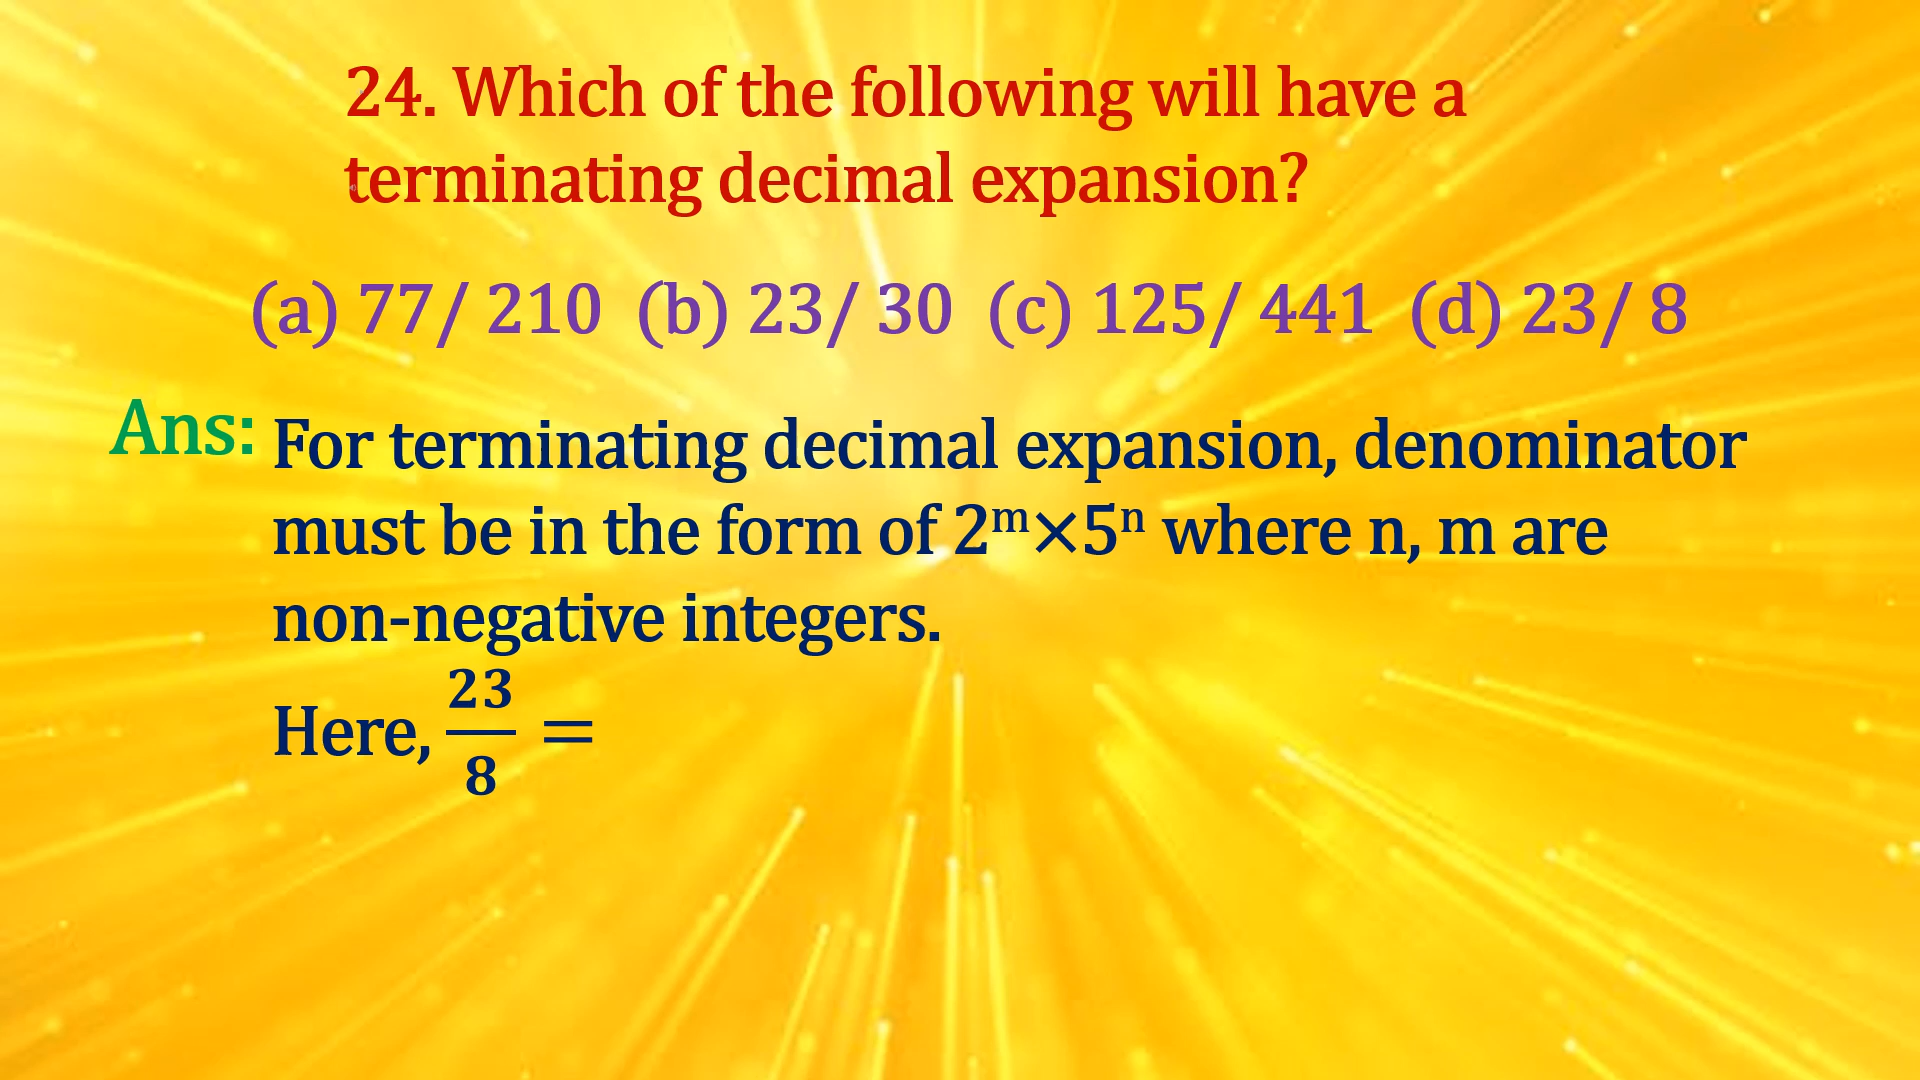 24. Which of the following will have a
terminating decimal expansion?
(a) 77/ 210 (b) 23/ 30 (c) 125/ 441 (d) 23/ 8
Ans: For terminating decimal expansion, denominator
must be in the form of 2ᵐ×5ⁿ where n, m are
non-negative integers.
Here, 23/8 =